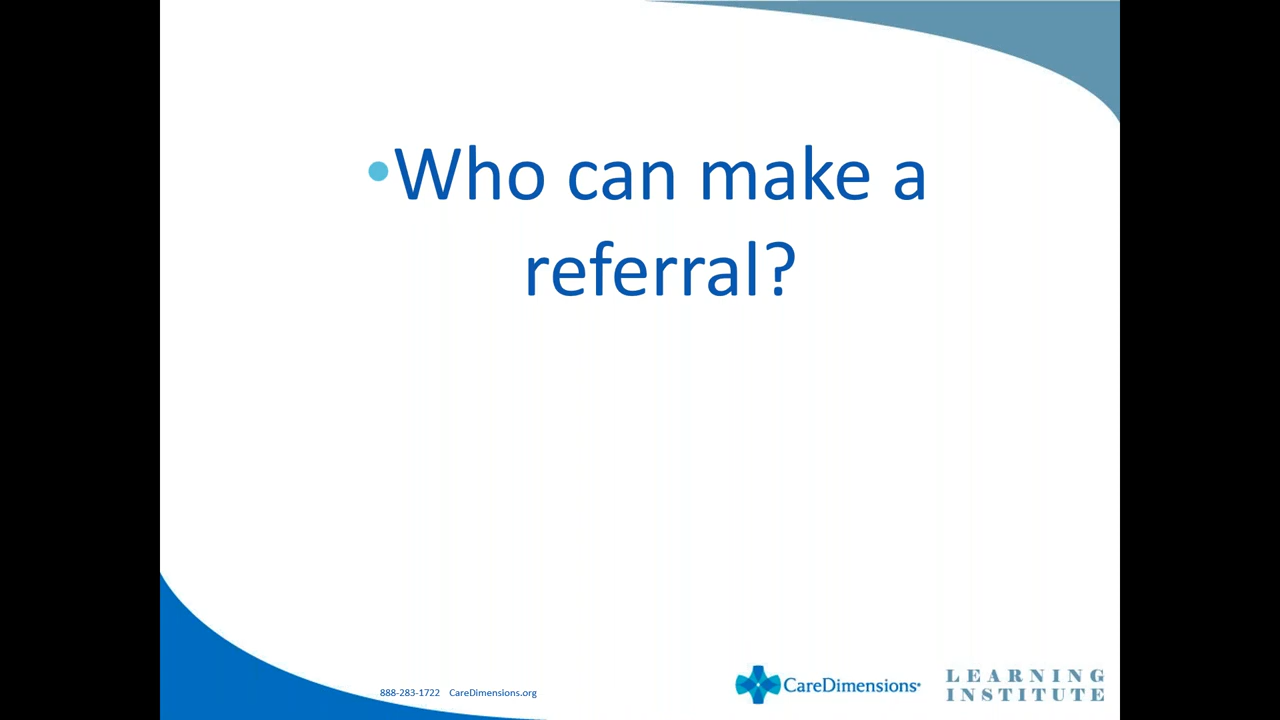 •Who can make a
referral?
888-283-1722 CareDimensions.org
CareDimensions
LEARNING
INSTITUTE